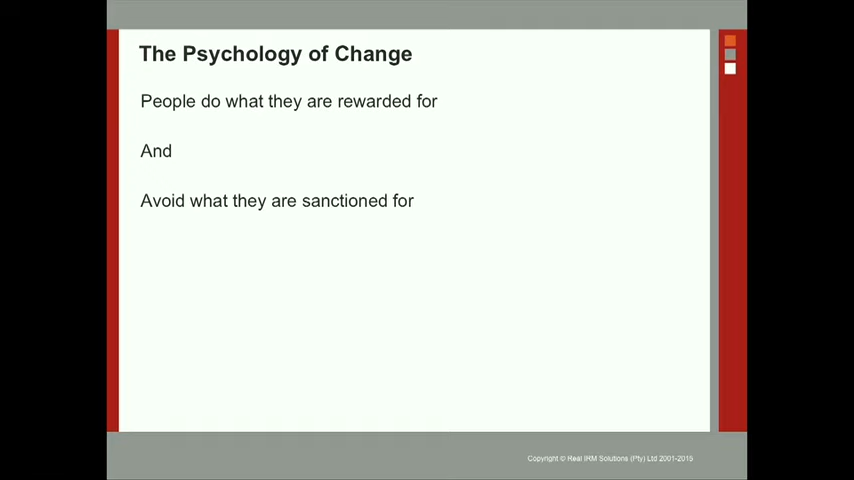 The Psychology of Change
People do what they are rewarded for
And
Avoid what they are sanctioned for
Copyright © Real IRM Solutions (Pty) Ltd 2001-2015